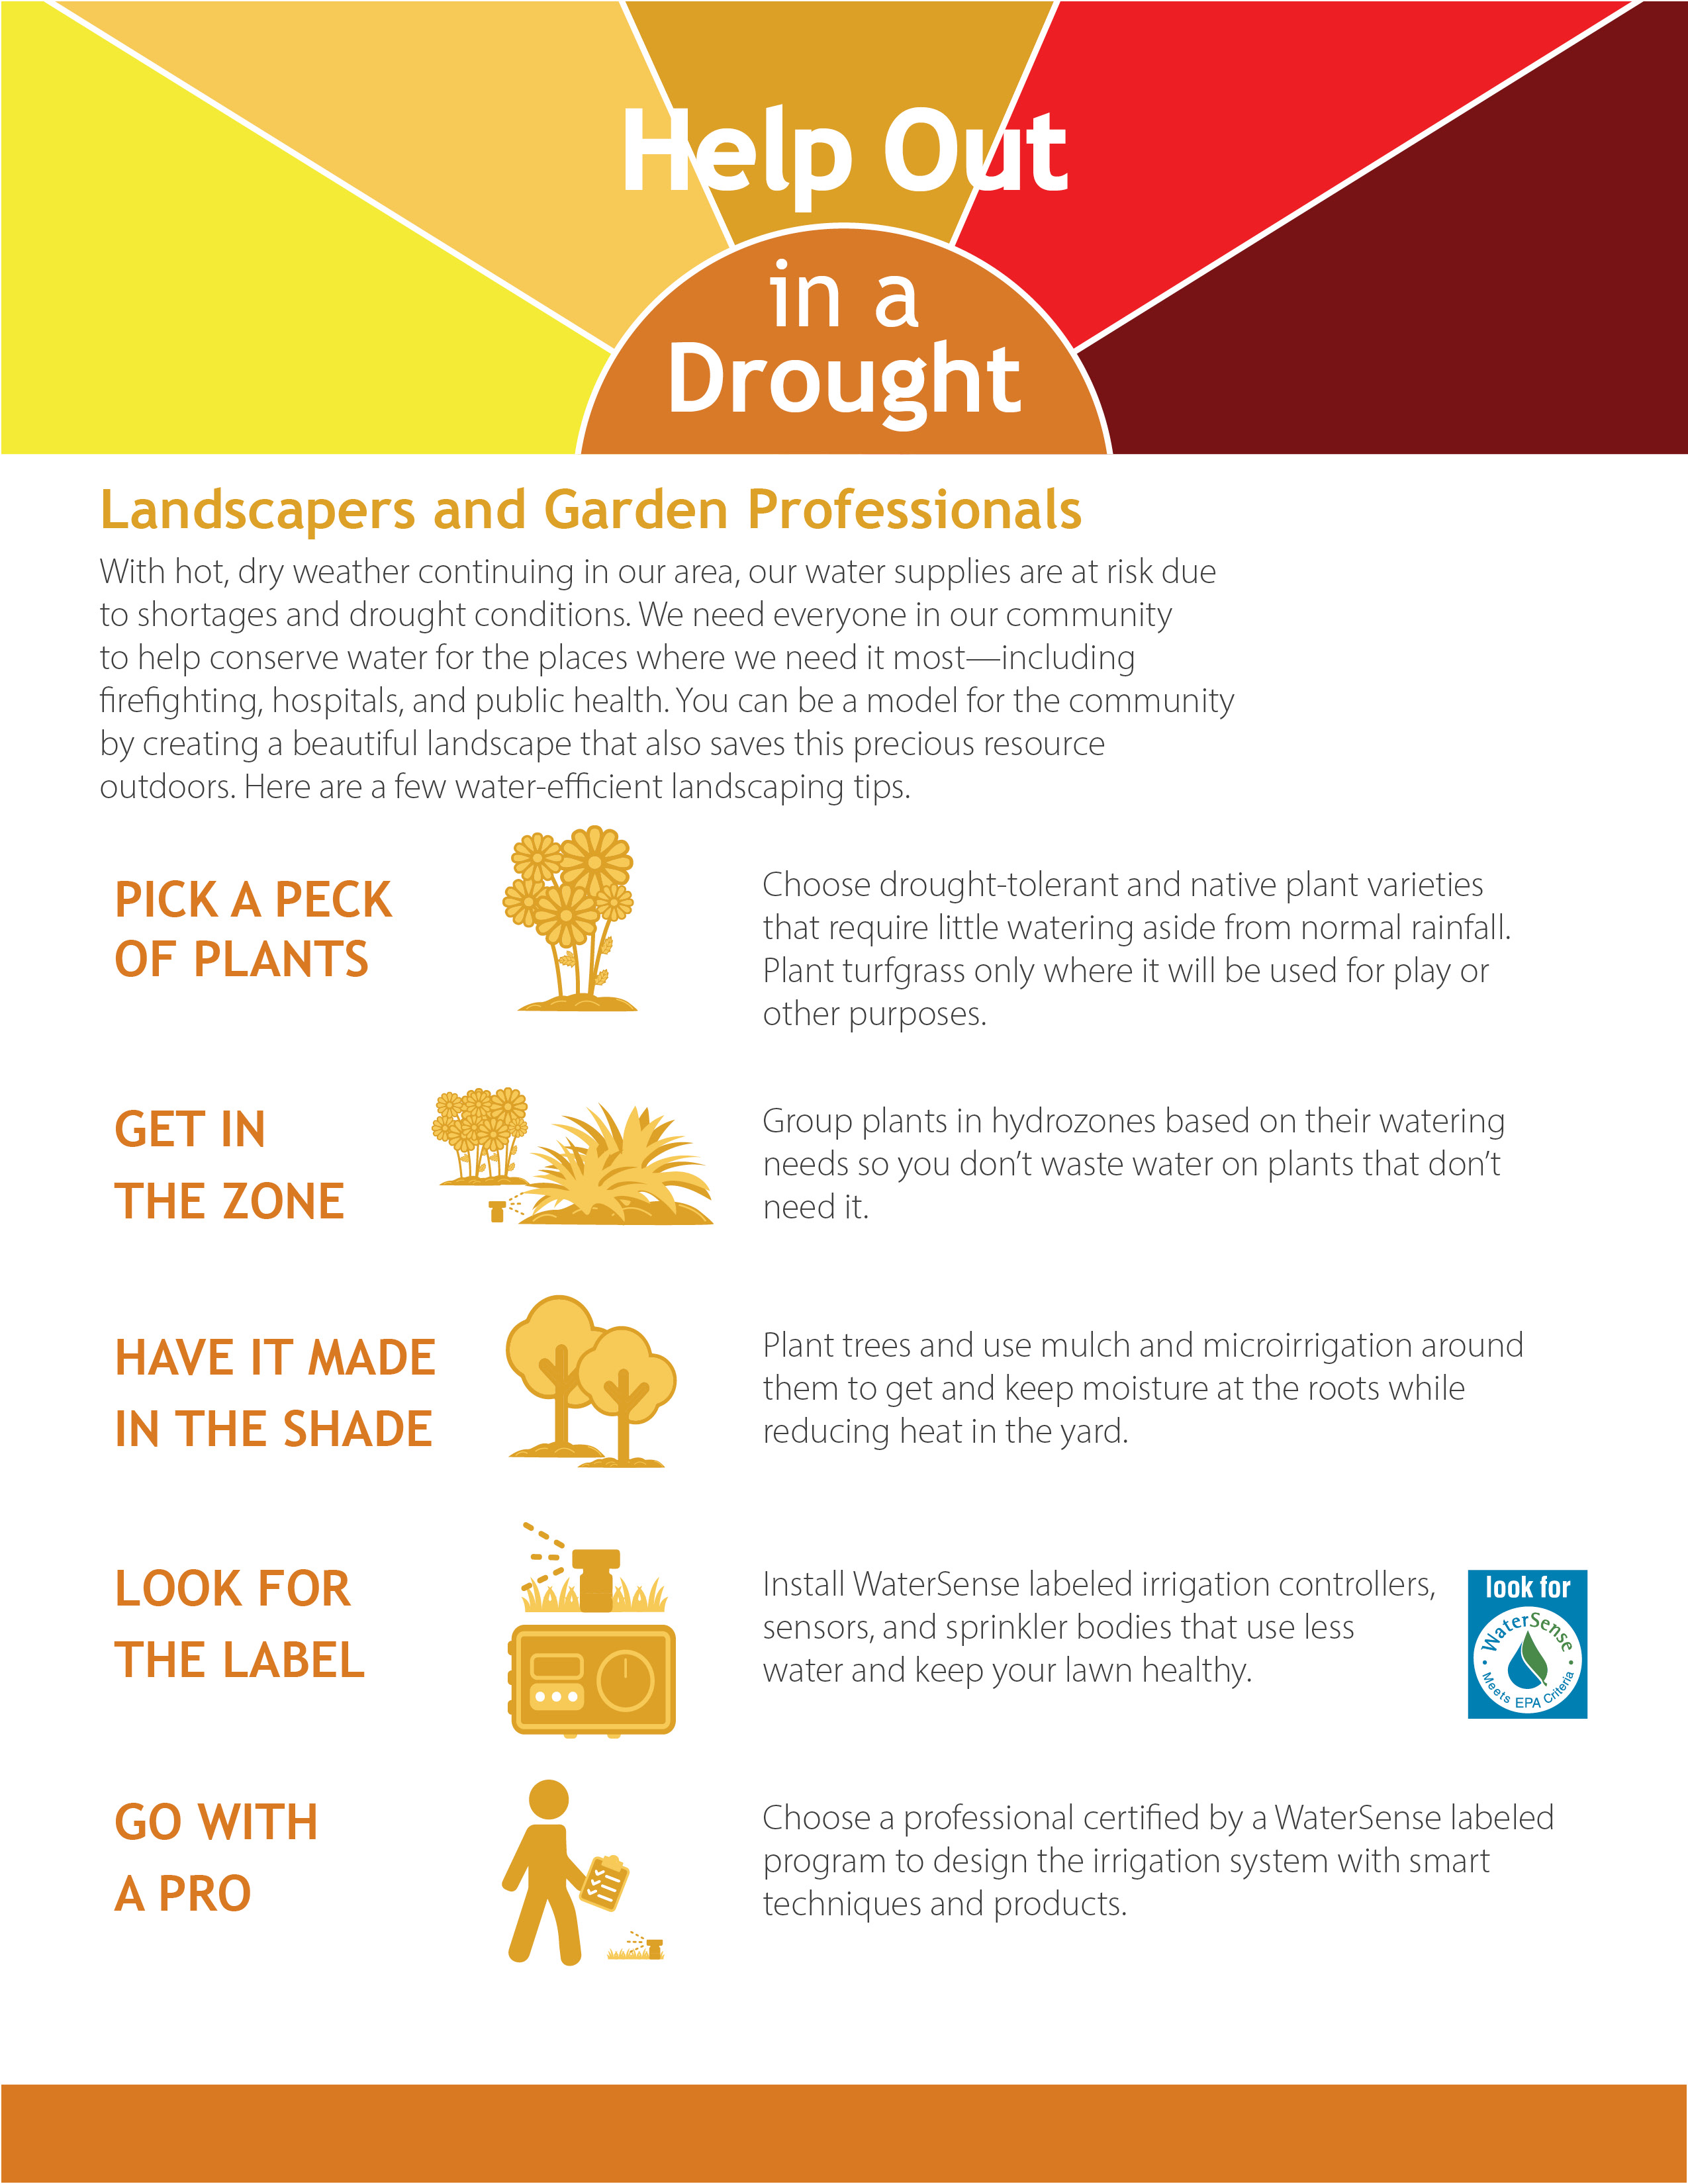 Help Out
in a
Drought
Landscapers and Garden Professionals
With hot, dry weather continuing in our area, our water supplies are at risk due
to shortages and drought conditions. We need everyone in our community
to help conserve water for the places where we need it most—including
firefighting, hospitals, and public health. You can be a model for the community
by creating a beautiful landscape that also saves this precious resource
outdoors. Here are a few water-efficient landscaping tips.
PICK A PECK
OF PLANTS
Choose drought-tolerant and native plant varieties
that require little watering aside from normal rainfall.
Plant turfgrass only where it will be used for play or
other purposes.
GET IN
THE ZONE
Group plants in hydrozones based on their watering
needs so you don’t waste water on plants that don’t
need it.
HAVE IT MADE
IN THE SHADE
Plant trees and use mulch and microirrigation around
them to get and keep moisture at the roots while
reducing heat in the yard.
LOOK FOR
THE LABEL
Install WaterSense labeled irrigation controllers,
sensors, and sprinkler bodies that use less
water and keep your lawn healthy.
look for
WaterSense
• Meets EPA Criteria •
GO WITH
A PRO
Choose a professional certified by a WaterSense labeled
program to design the irrigation system with smart
techniques and products.